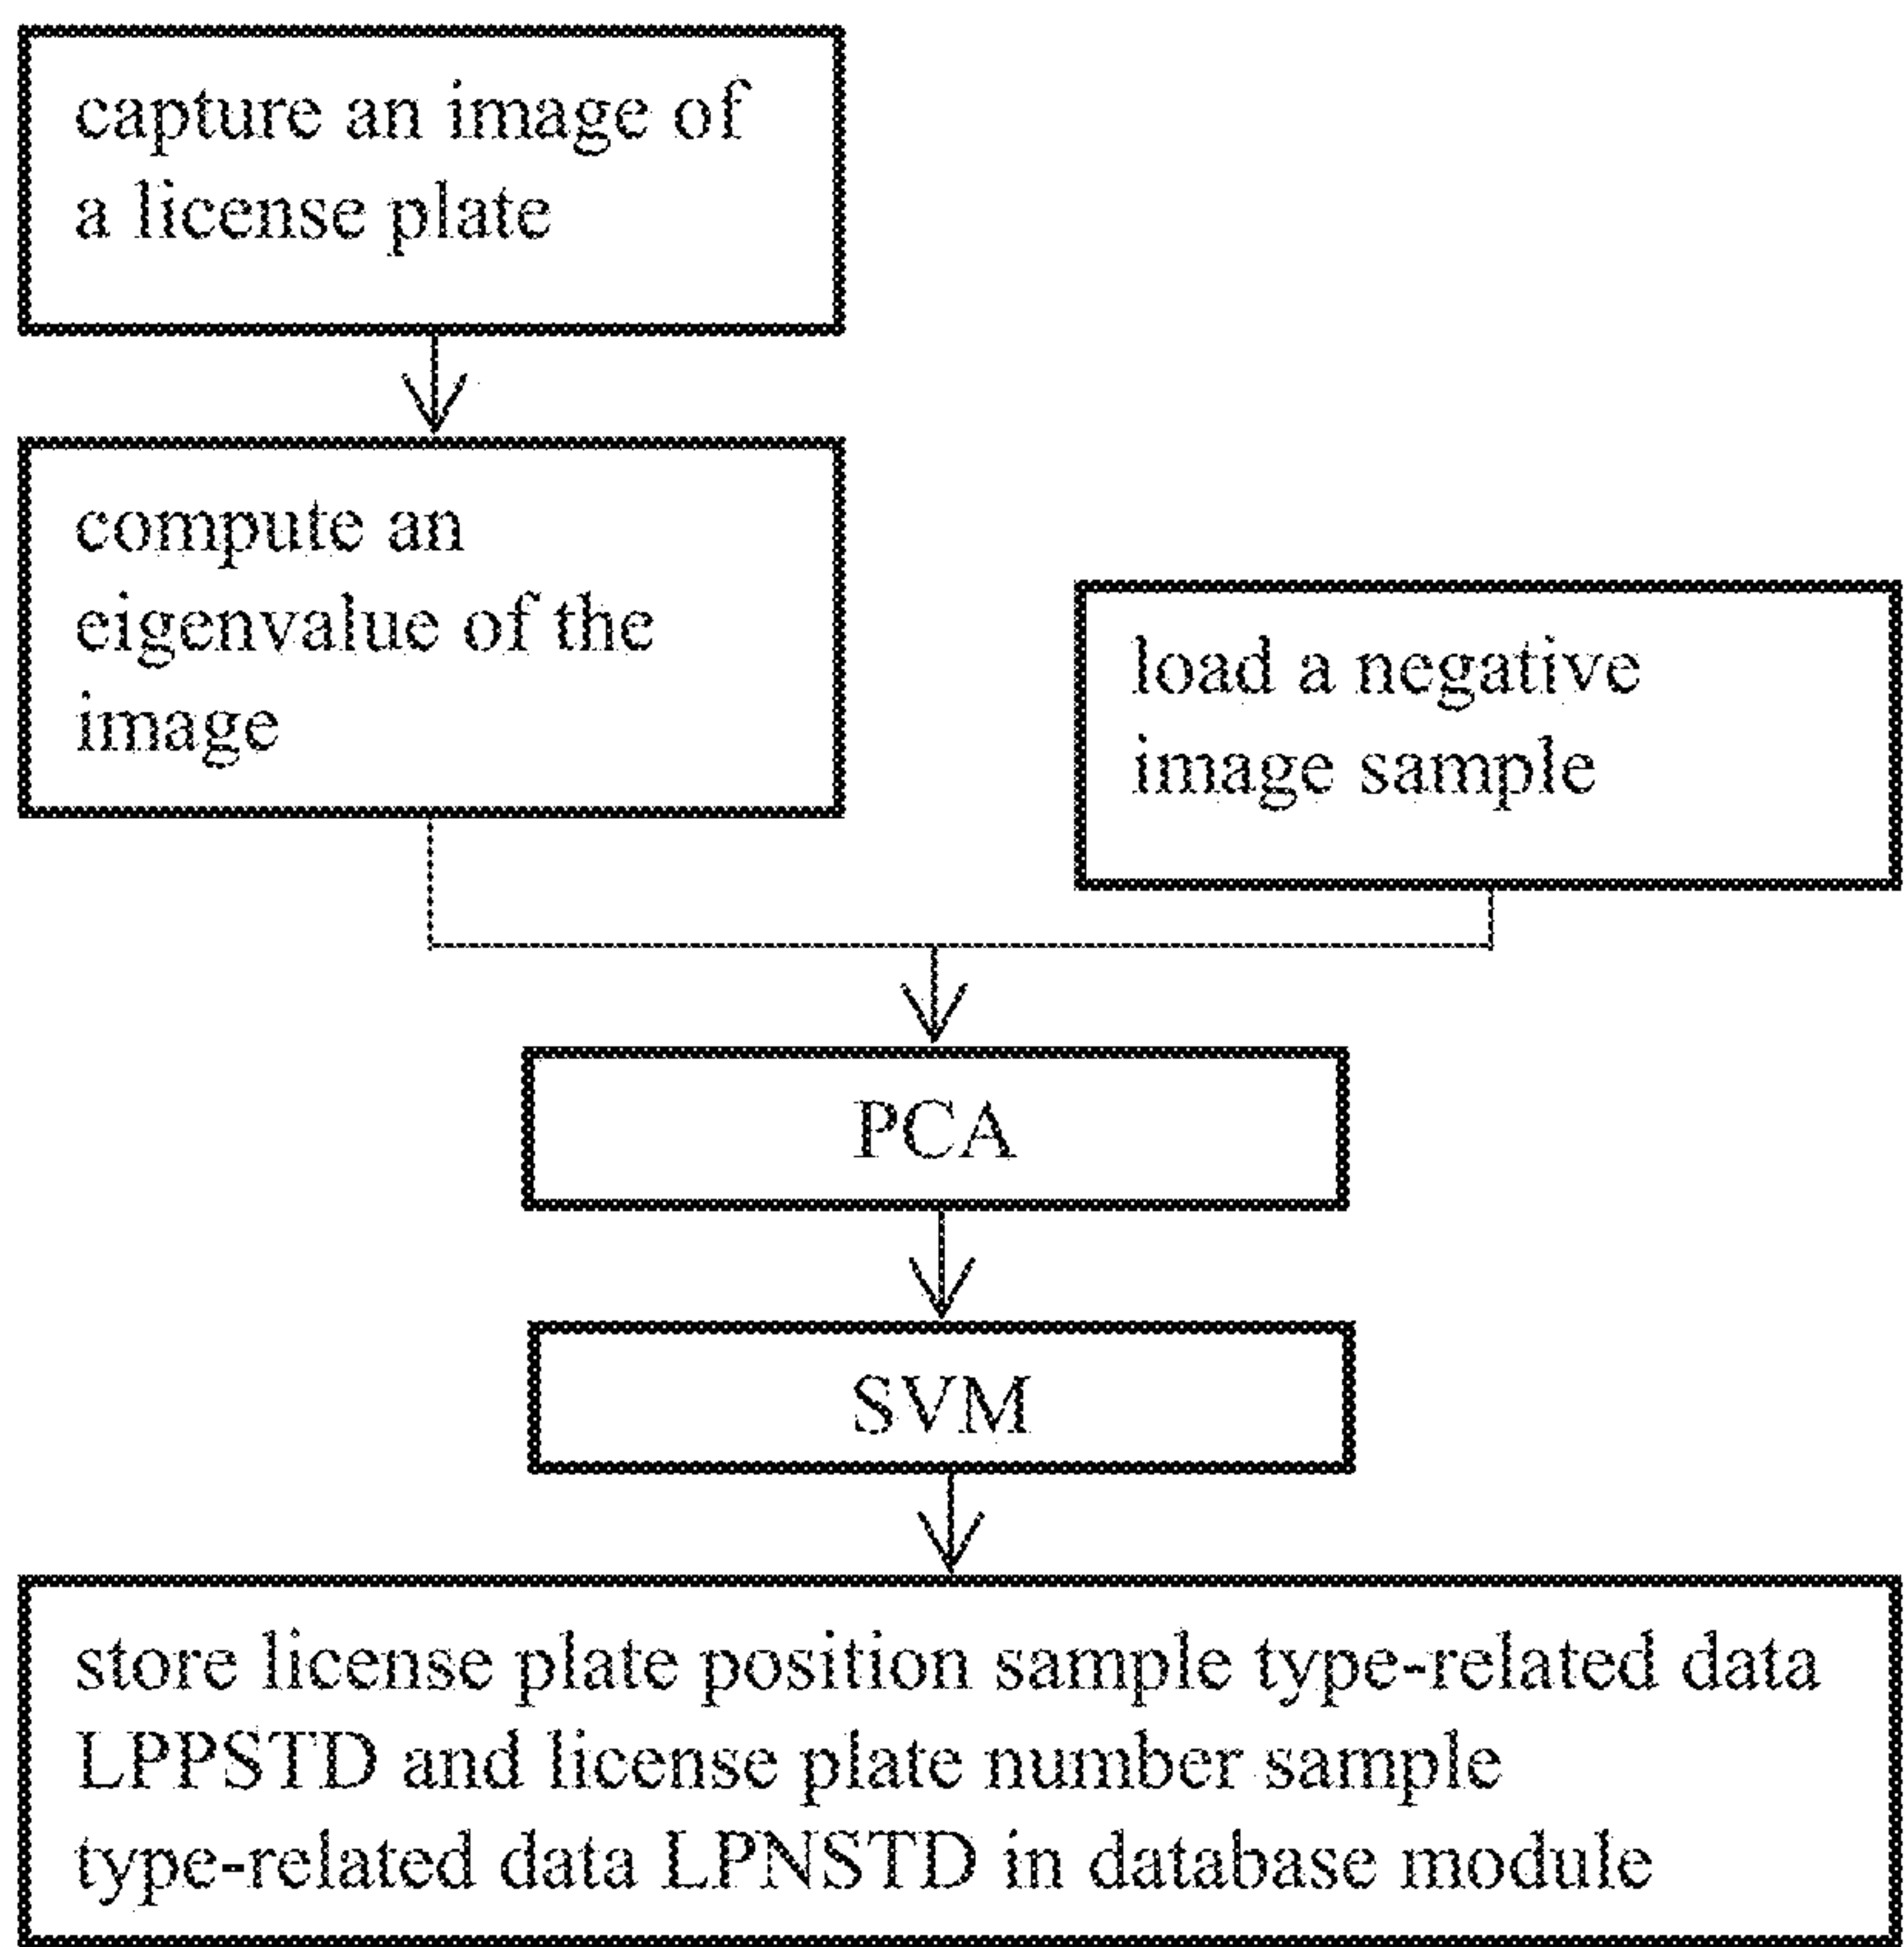 capture an image of
a license plate
compute an
eigenvalue of the
image
load a negative
image sample
PCA
SVM
store license plate position sample type-related data
LPPSTD and license plate number sample
type-related data LPNSTD in database module